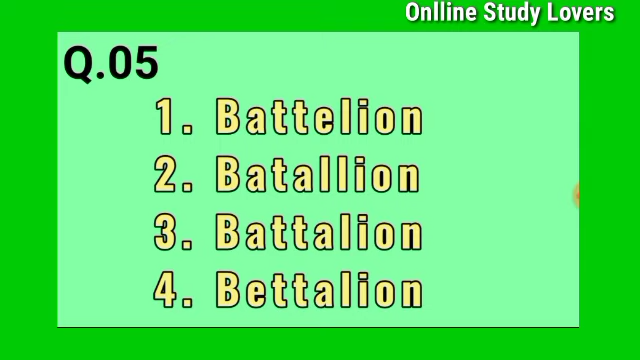 Onlline Study Lovers
Q.05
1. Battelion
2. Batallion
3. Battalion
4. Bettalion